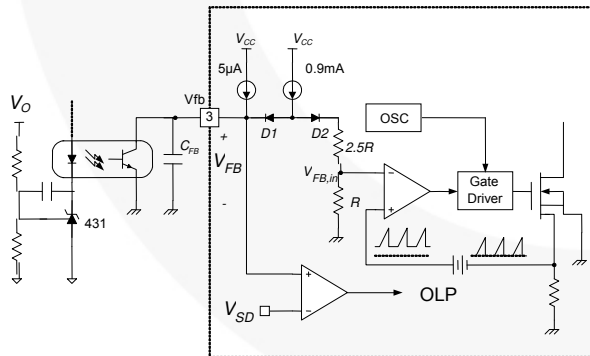 V_CC V_CC
5μA 0.9mA
V_O
Vfb
3
D1 D2
OSC
2.5R
C_FB
+
V_FB
-
V_FB,in
-
+
R
Gate
Driver
431
+
-
V_SD
OLP